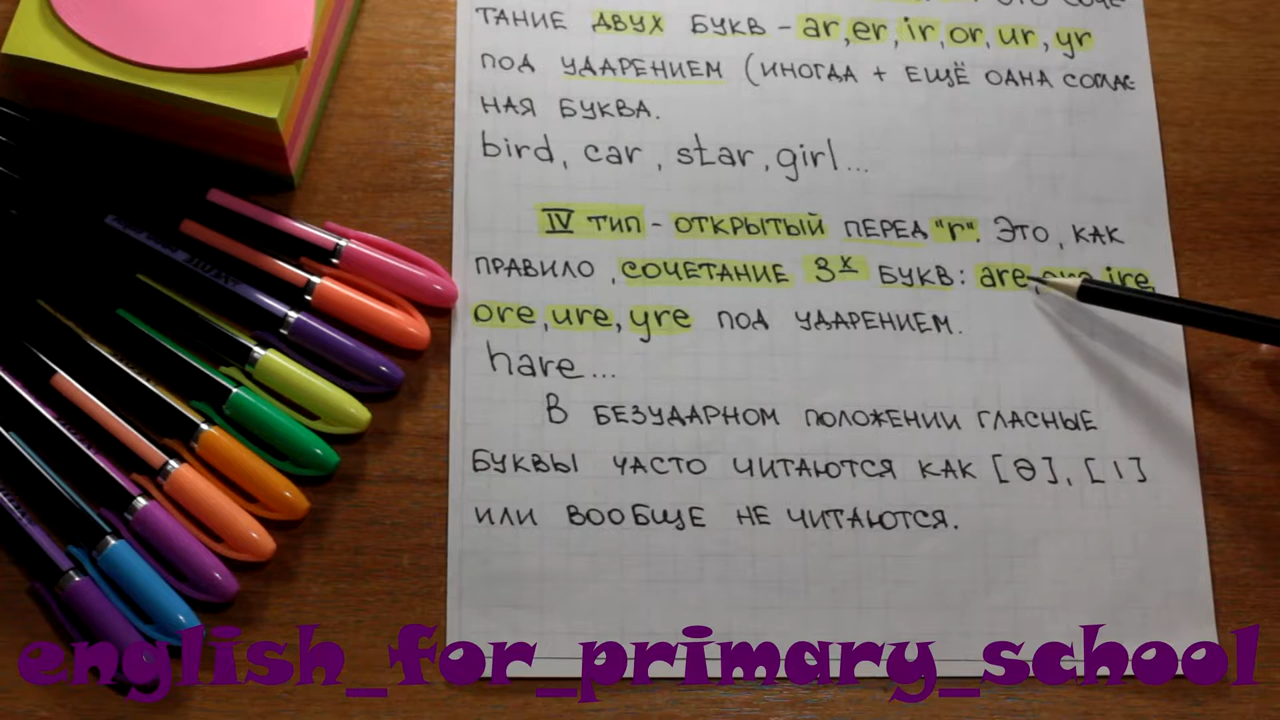 ТАНИЕ ДВУХ БУКВ - ar, er, ir, or, ur, yr
ПОД УДАРЕНИЕМ (ИНОГДА + ЕЩЁ ОДНА СОГЛАС-
НАЯ БУКВА.
bird, car, star, girl...
IV ТИП - ОТКРЫТЫЙ ПЕРЕД "r". ЭТО, КАК
ПРАВИЛО, СОЧЕТАНИЕ 3х БУКВ: are, ire,
ore, ure, yre ПОД УДАРЕНИЕМ.
hare...
В БЕЗУДАРНОМ ПОЛОЖЕНИИ ГЛАСНЫЕ
БУКВЫ ЧАСТО ЧИТАЮТСЯ КАК [ə], [ı]
ИЛИ ВООБЩЕ НЕ ЧИТАЮТСЯ.
english_for_primary_school